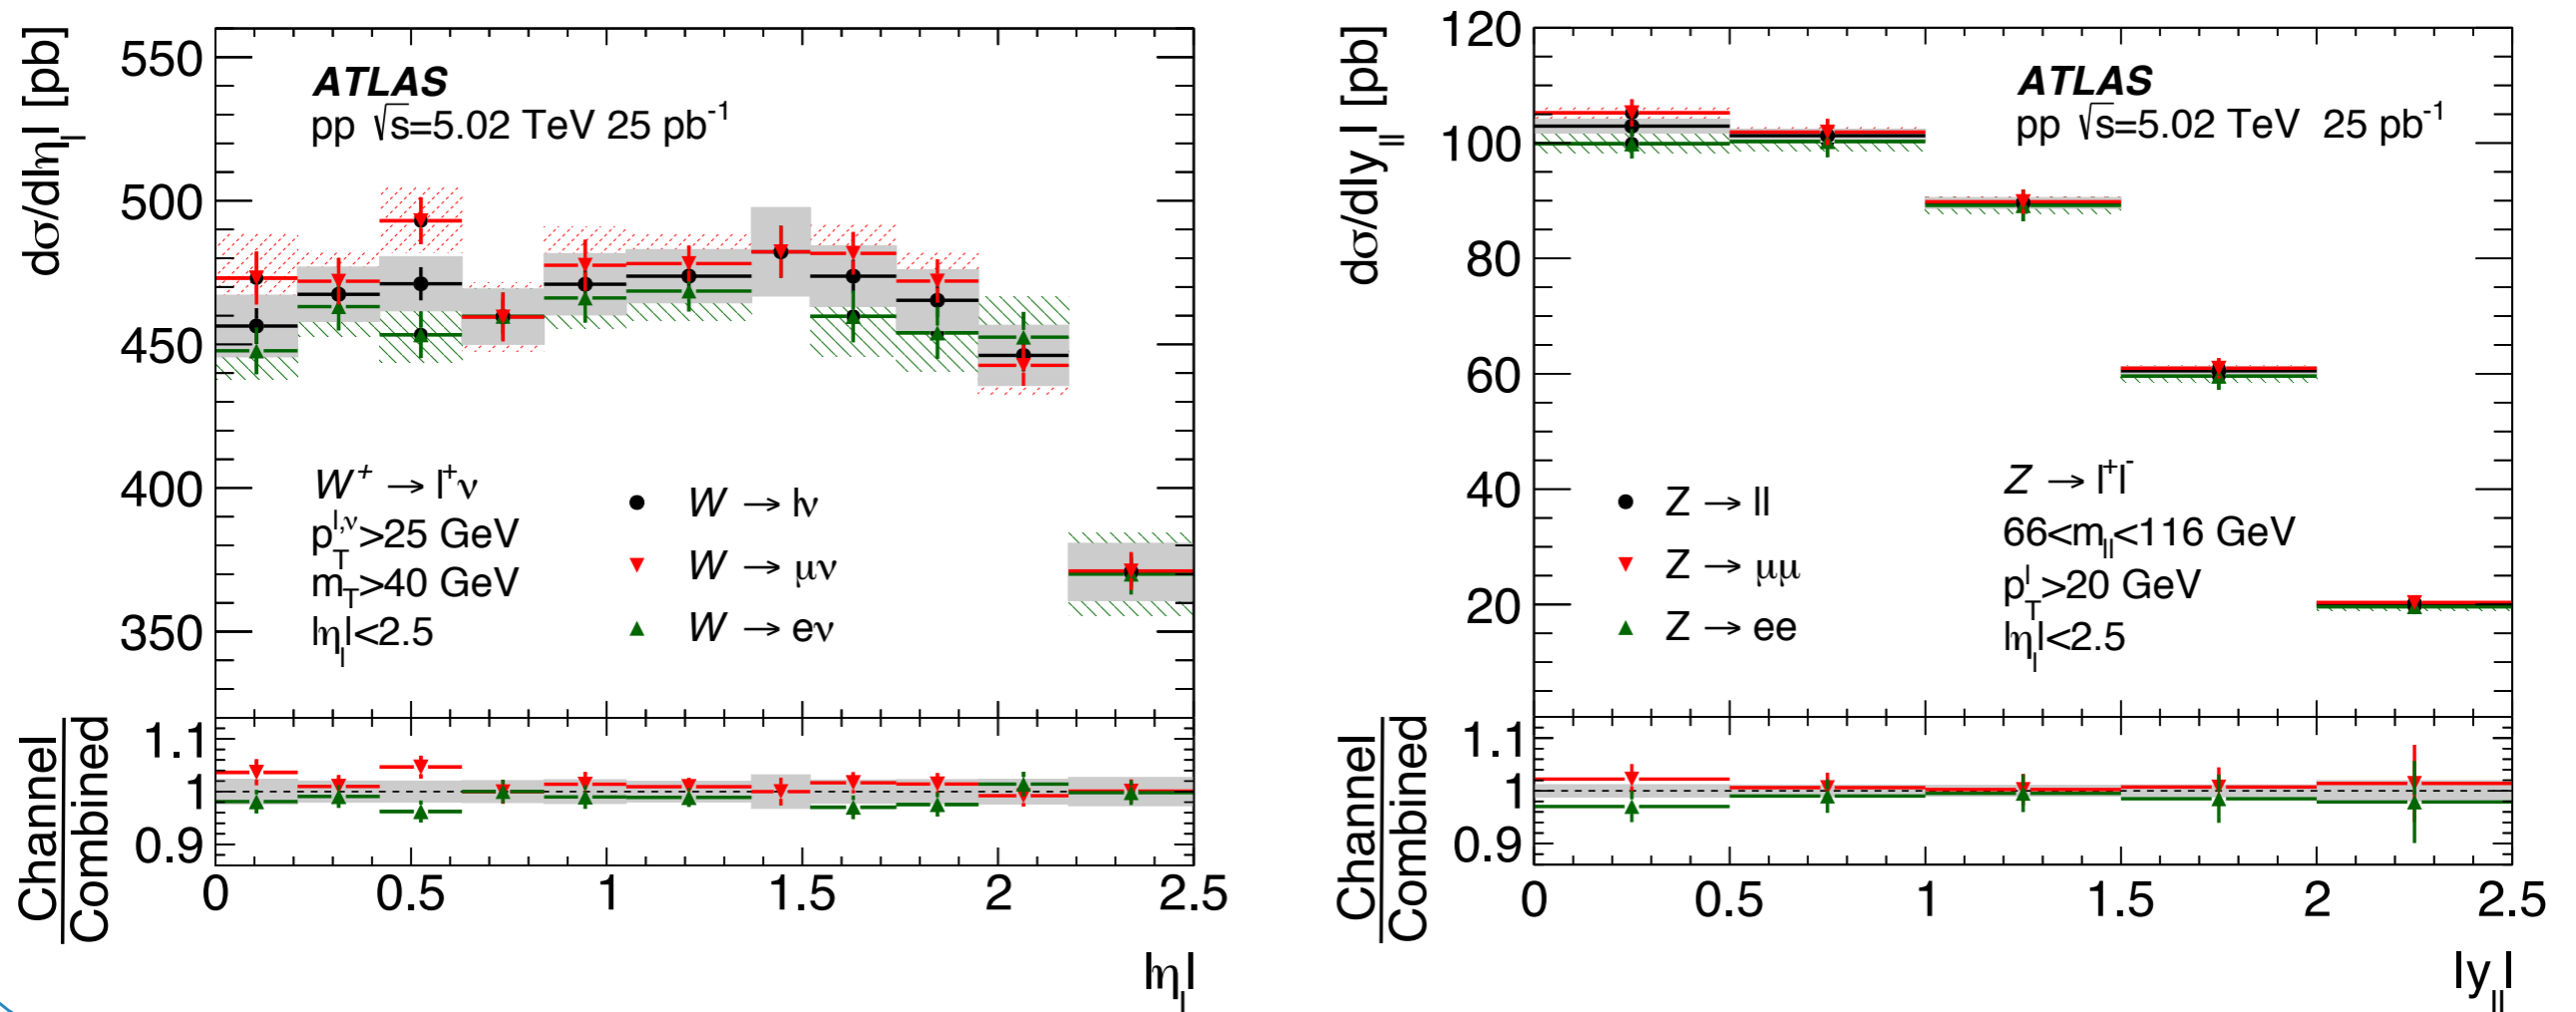 dσ/d|η_l| [pb]
550
500
450
400
350
ATLAS
pp √s=5.02 TeV 25 pb⁻¹
W⁺ → l⁺ν
p_T^{l,ν}>25 GeV
m_T>40 GeV
|η_l|<2.5
W → lν
W → μν
W → eν
Channel
Combined
1.1
1
0.9
0 0.5 1 1.5 2 2.5
|η_l|
dσ/d|y_ll| [pb]
120
100
80
60
40
20
ATLAS
pp √s=5.02 TeV 25 pb⁻¹
Z → ll
Z → μμ
Z → ee
Z → l⁺l⁻
66<m_ll<116 GeV
p_T^l>20 GeV
|η_l|<2.5
Channel
Combined
1.1
1
0.9
0 0.5 1 1.5 2 2.5
|y_ll|